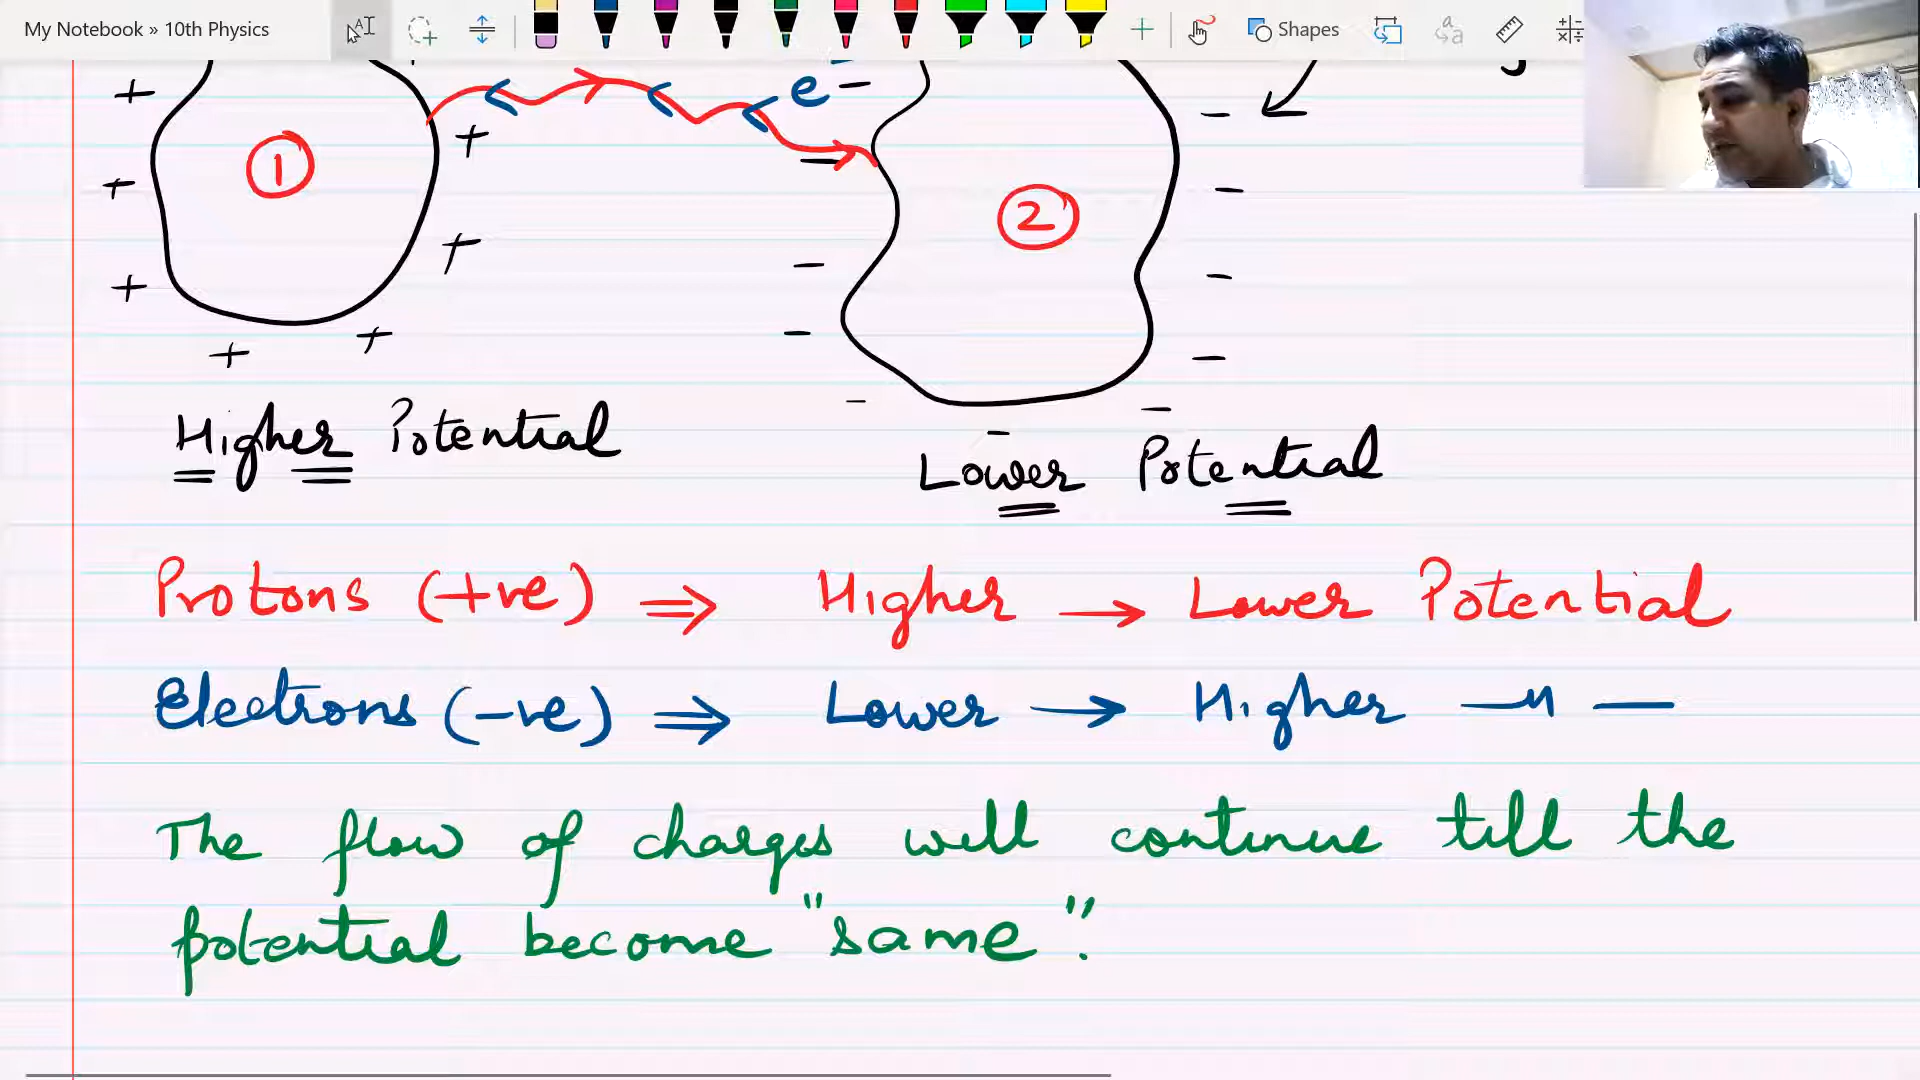 My Notebook » 10th Physics
Shapes
+ + + + + + +
e⁻
1
2
Higher Potential
Lower Potential
Protons (+ve) ⇒ Higher → Lower Potential
Electrons (-ve) ⇒ Lower → Higher —〃—
The flow of charges will continue till the
potential become "same".